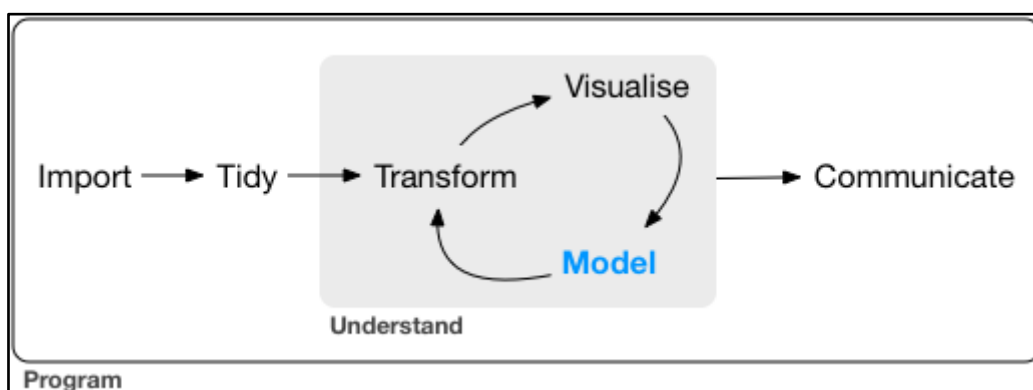 Visualise
Import Tidy Transform Communicate
Model
Understand
Program